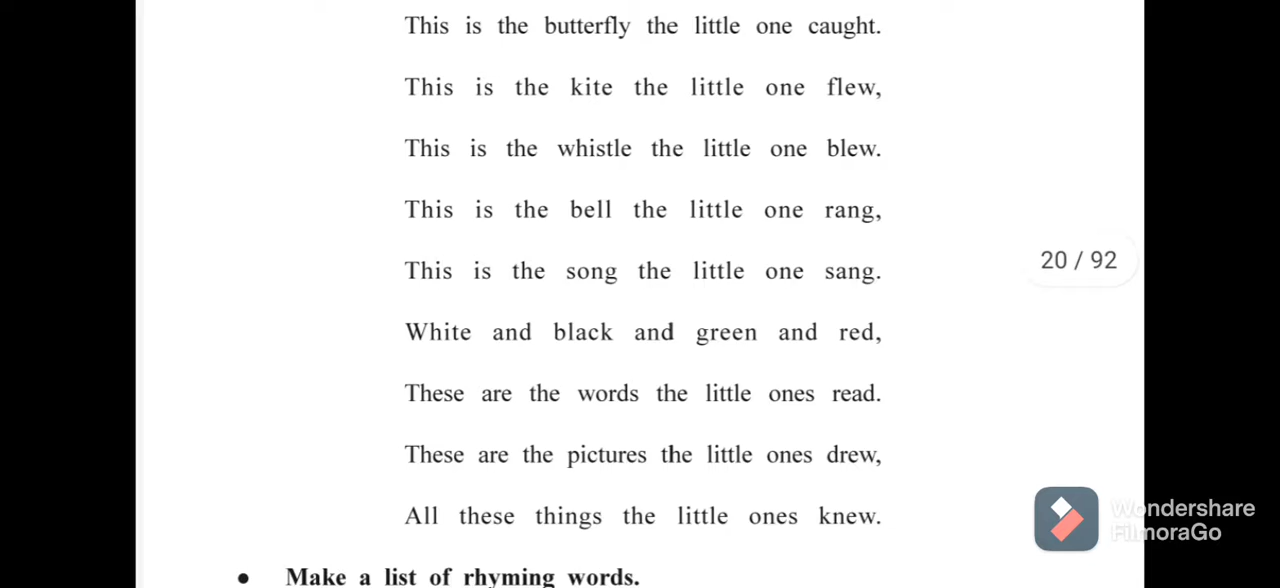 This is the butterfly the little one caught.
This is the kite the little one flew,
This is the whistle the little one blew.
This is the bell the little one rang,
20 / 92
This is the song the little one sang.
White and black and green and red,
These are the words the little ones read.
These are the pictures the little ones drew,
All these things the little ones knew.
Wondershare
FilmoraGo
• Make a list of rhyming words.